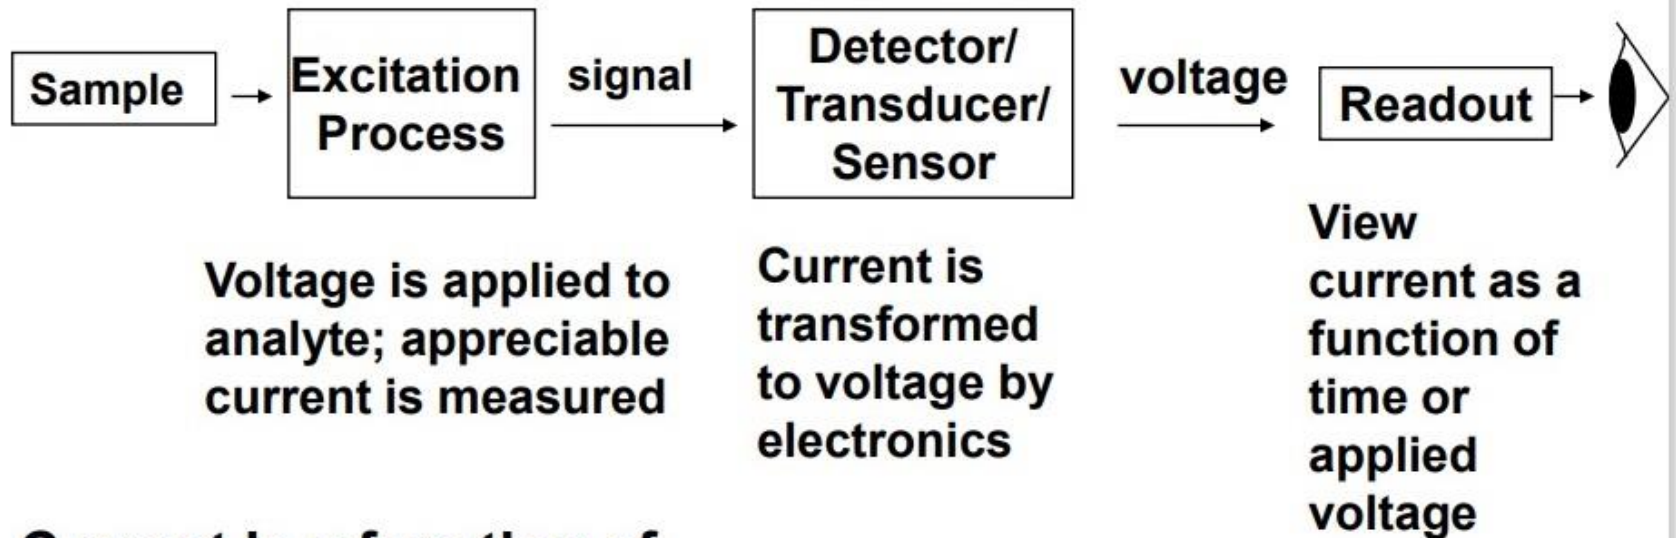 Sample
Excitation
Process
signal
Detector/
Transducer/
Sensor
voltage
Readout
Voltage is applied to
analyte; appreciable
current is measured
Current is
transformed
to voltage by
electronics
View
current as a
function of
time or
applied
voltage